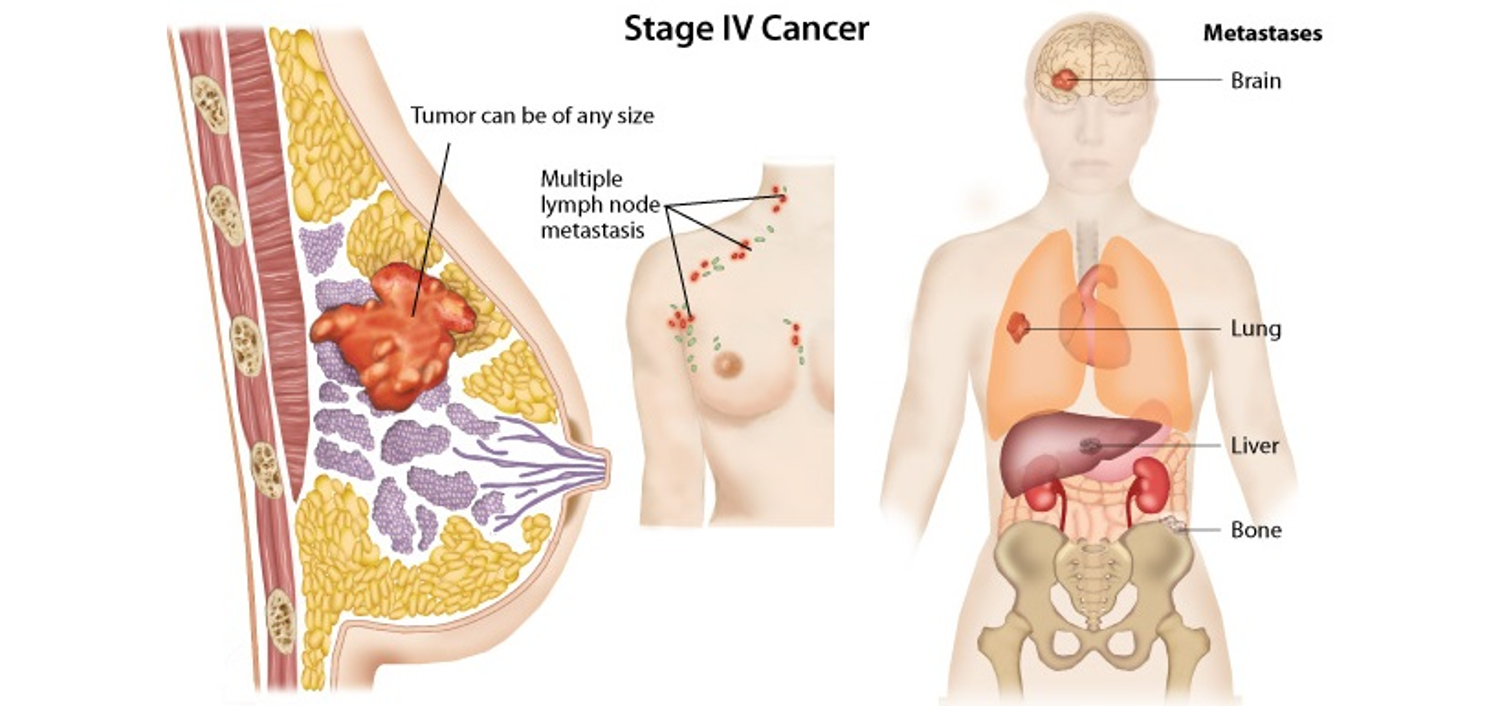 Stage IV Cancer
Tumor can be of any size
Multiple
lymph node
metastasis
Metastases
Brain
Lung
Liver
Bone